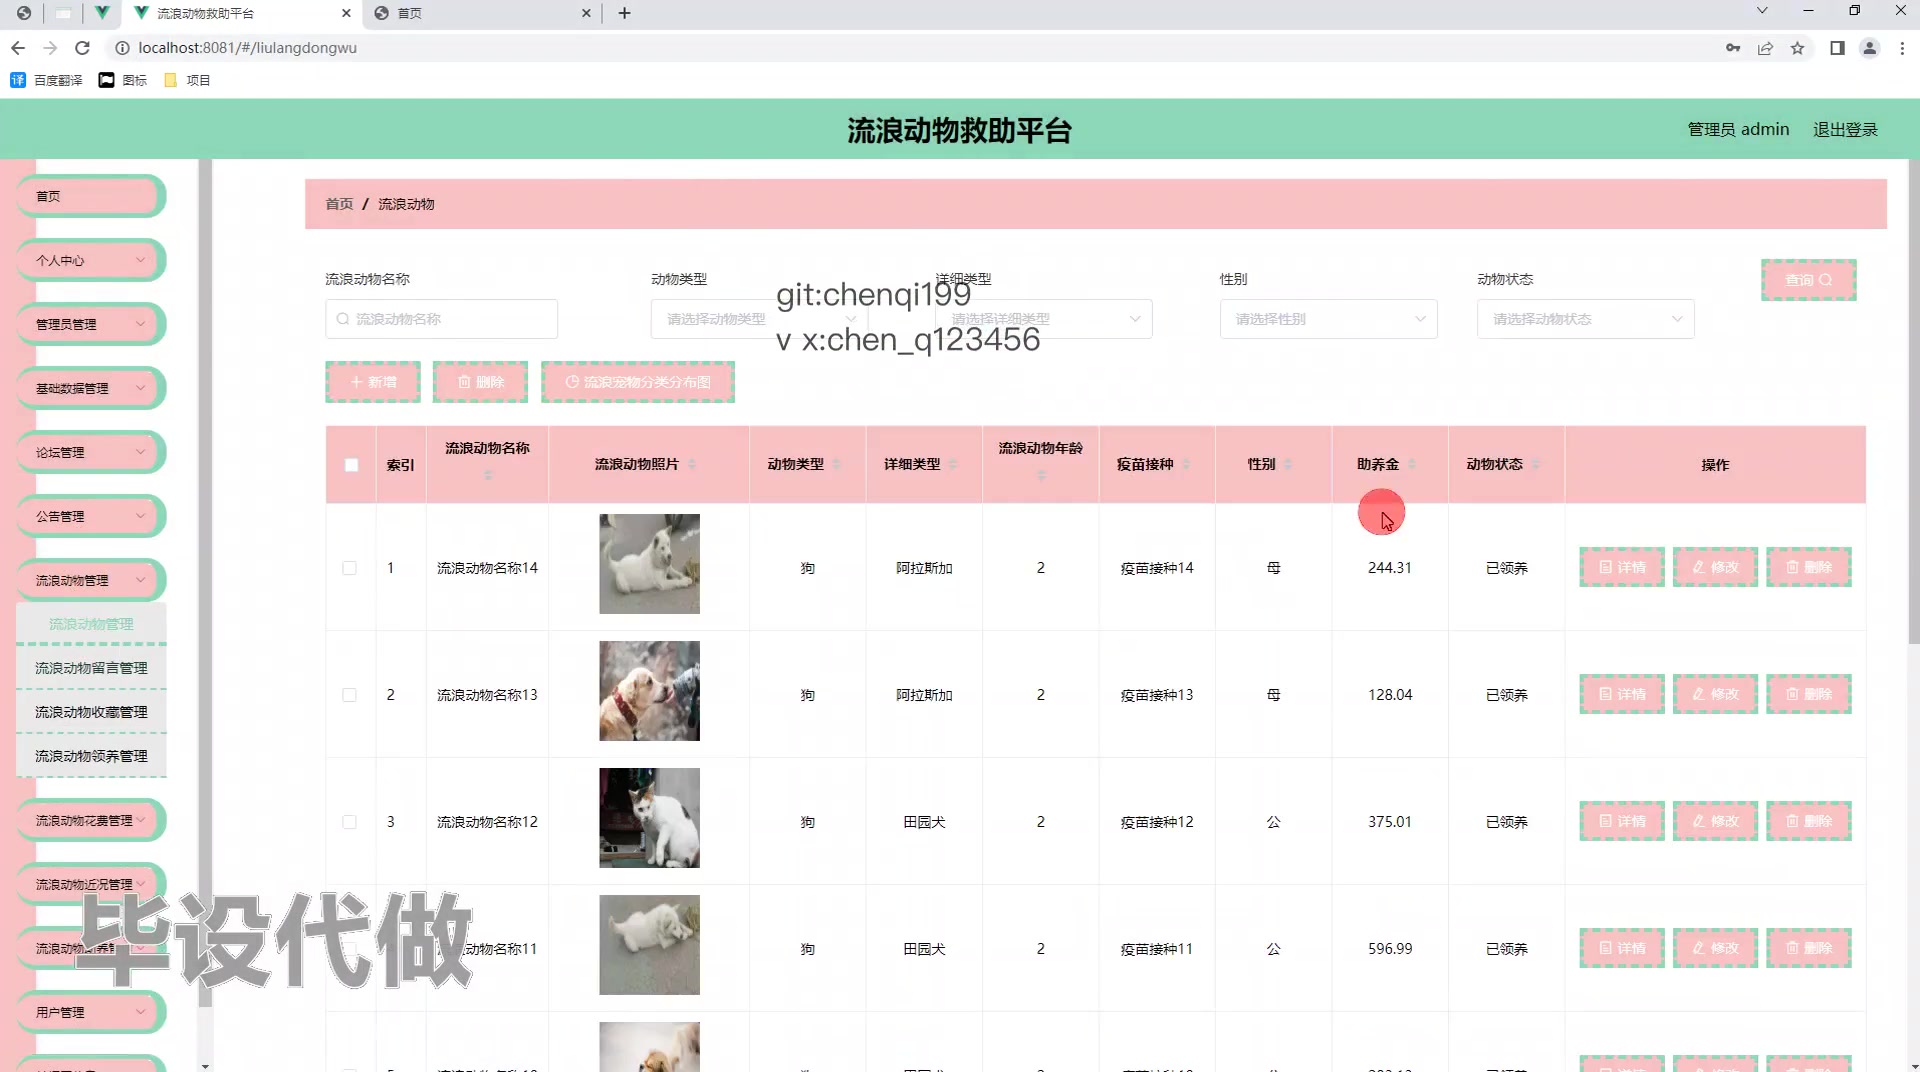 流浪动物救助平台
首页
localhost:8081/#/liulangdongwu
百度翻译
图标
项目
流浪动物救助平台
管理员 admin
退出登录
首页
个人中心
管理员管理
基础数据管理
论坛管理
公告管理
流浪动物管理
流浪动物管理
流浪动物留言管理
流浪动物收藏管理
流浪动物领养管理
流浪动物花费管理
流浪动物近况管理
用户管理
首页 / 流浪动物
流浪动物名称
动物类型
详细类型
性别
动物状态
查询
流浪动物名称
请选择动物类型
请选择详细类型
请选择性别
请选择动物状态
git:chenqi199
v x:chen_q123456
新增
删除
流浪宠物分类分布图
索引 流浪动物名称 流浪动物照片 动物类型 详细类型 流浪动物年龄 疫苗接种 性别 助养金 动物状态 操作
1 流浪动物名称14 狗 阿拉斯加 2 疫苗接种14 母 244.31 已领养 详情 修改 删除
2 流浪动物名称13 狗 阿拉斯加 2 疫苗接种13 母 128.04 已领养 详情 修改 删除
3 流浪动物名称12 狗 田园犬 2 疫苗接种12 公 375.01 已领养 详情 修改 删除
动物名称11 狗 田园犬 2 疫苗接种11 公 596.99 已领养 详情 修改 删除
毕设代做